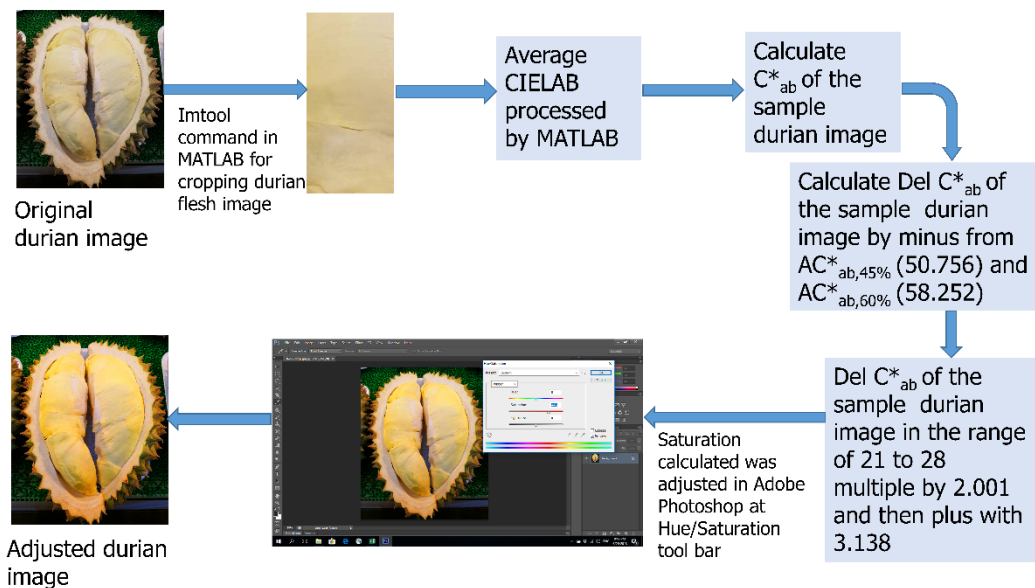 Original
durian image
Imtool
command in
MATLAB for
cropping durian
flesh image
Average
CIELAB
processed
by MATLAB
Calculate
C*ab of the
sample
durian image
Calculate Del C*ab of
the sample durian
image by minus from
AC*ab,45% (50.756) and
AC*ab,60% (58.252)
Del C*ab of the
sample durian
image in the range
of 21 to 28
multiple by 2.001
and then plus with
3.138
Saturation
calculated was
adjusted in Adobe
Photoshop at
Hue/Saturation
tool bar
Adjusted durian
image